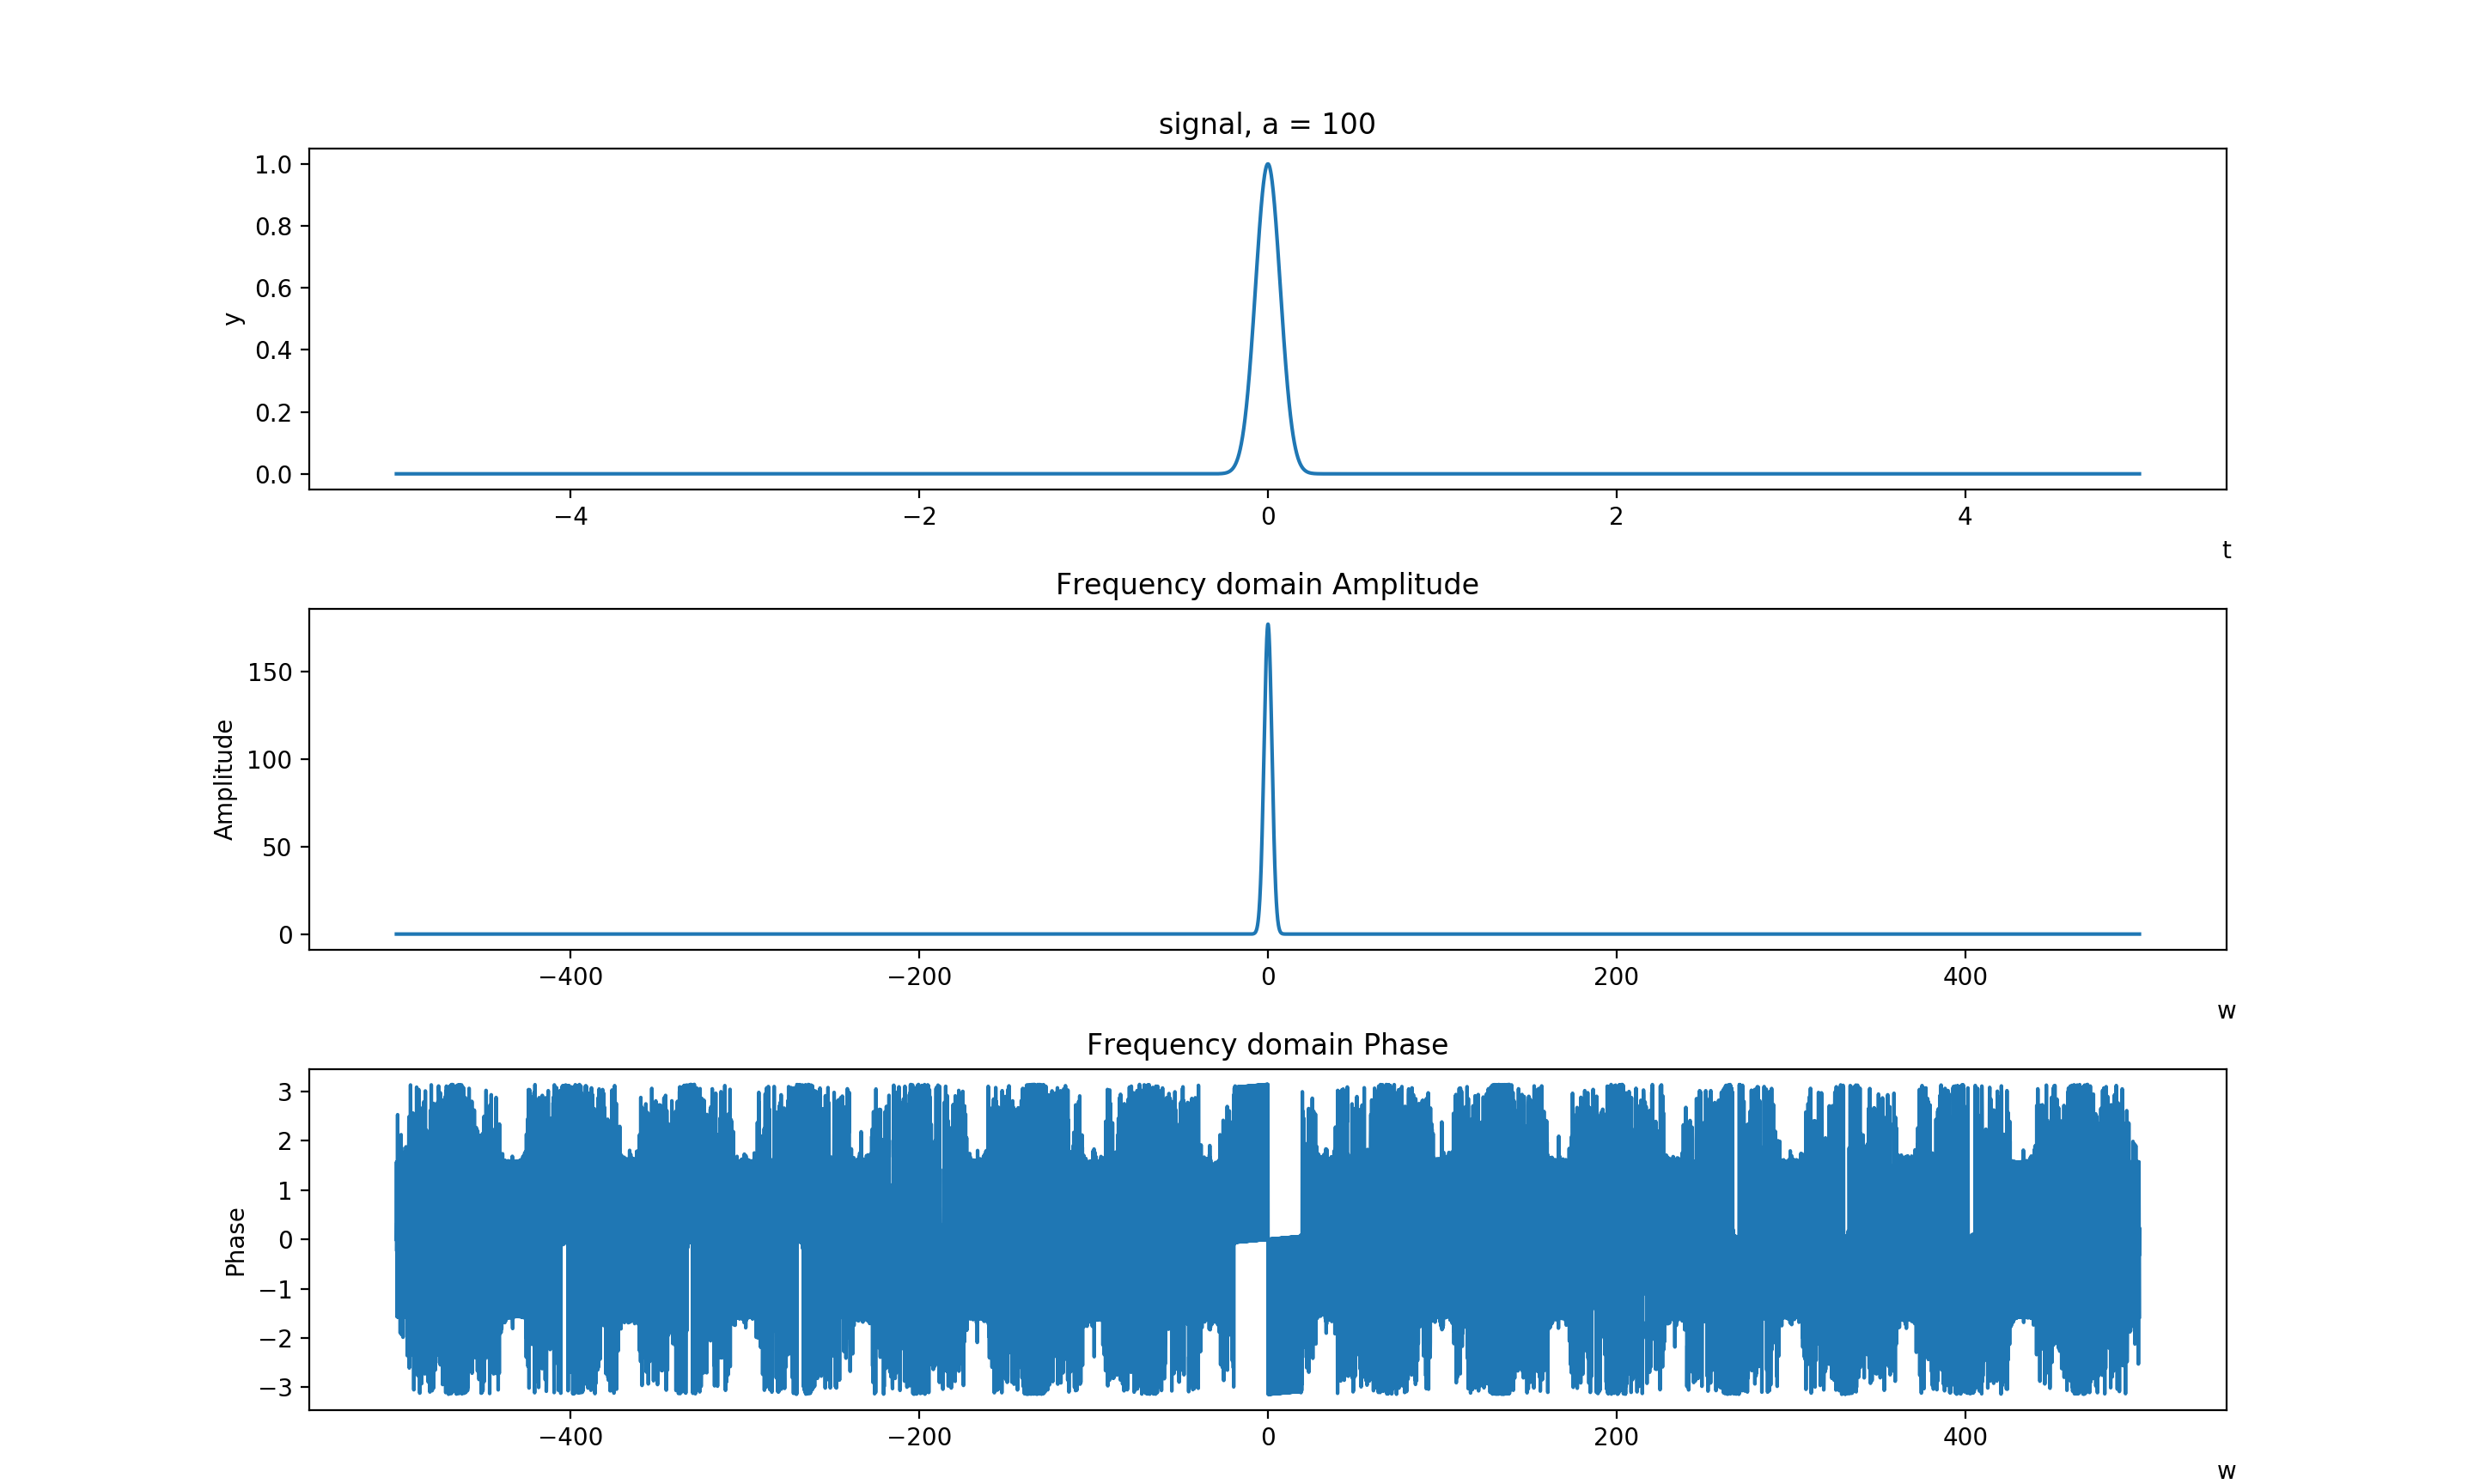 signal, a = 100
1.0
0.8
0.6
0.4
0.2
0.0
y
−4 −2 0 2 4
t
Frequency domain Amplitude
150
100
50
0
Amplitude
−400 −200 0 200 400
w
Frequency domain Phase
3
2
1
0
−1
−2
−3
Phase
−400 −200 0 200 400
w